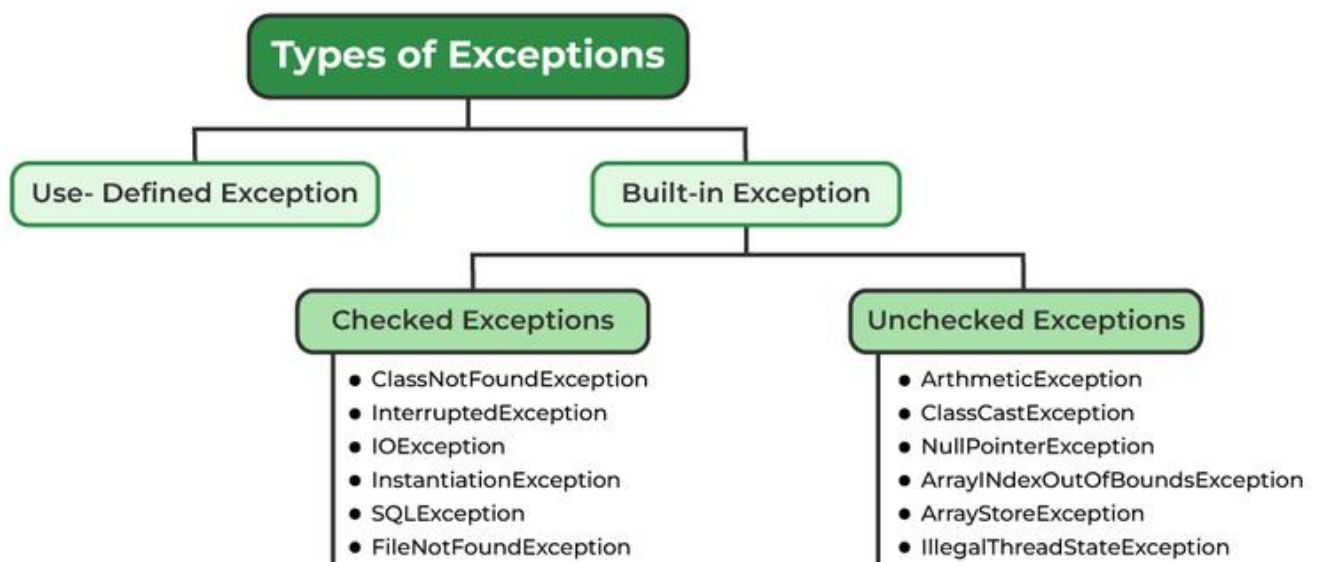 Types of Exceptions
Use- Defined Exception
Built-in Exception
Checked Exceptions
ClassNotFoundException
InterruptedException
IOException
InstantiationException
SQLException
FileNotFoundException
Unchecked Exceptions
ArthmeticException
ClassCastException
NullPointerException
ArrayINdexOutOfBoundsException
ArrayStoreException
IllegalThreadStateException